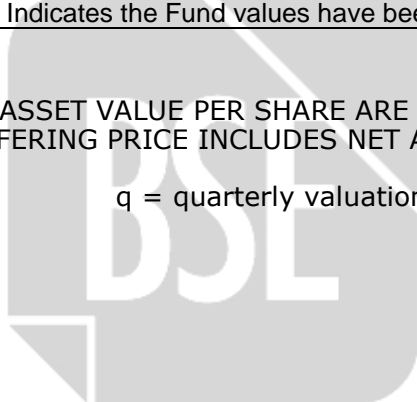 Indicates the Fund values have bee
ASSET VALUE PER SHARE ARE
FERING PRICE INCLUDES NET A
q = quarterly valuation
BSE